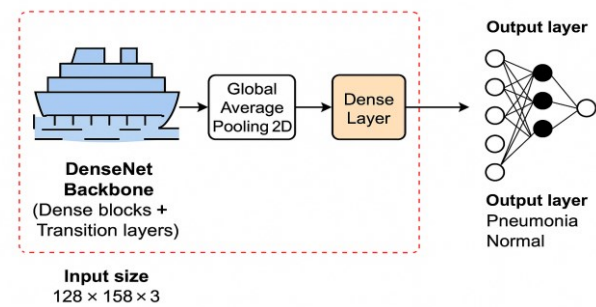 DenseNet
Backbone
(Dense blocks +
Transition layers)
Global
Average
Pooling 2D
Dense
Layer
Output layer
Output layer
Pneumonia
Normal
Input size
128 × 158 × 3